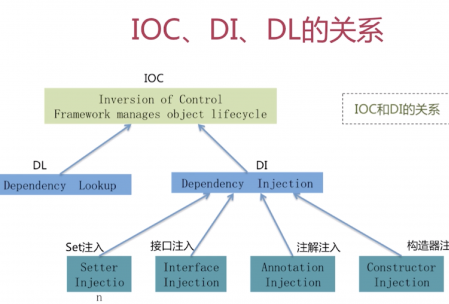 IOC、DI、DL的关系
IOC
Inversion of Control
Framework manages object lifecycle
IOC和DI的关系
DL
DI
Dependency Lookup
Dependency Injection
Set注入
接口注入
注解注入
构造器注
Setter
Injectio
n
Interface
Injection
Annotation
Injection
Constructor
Injection